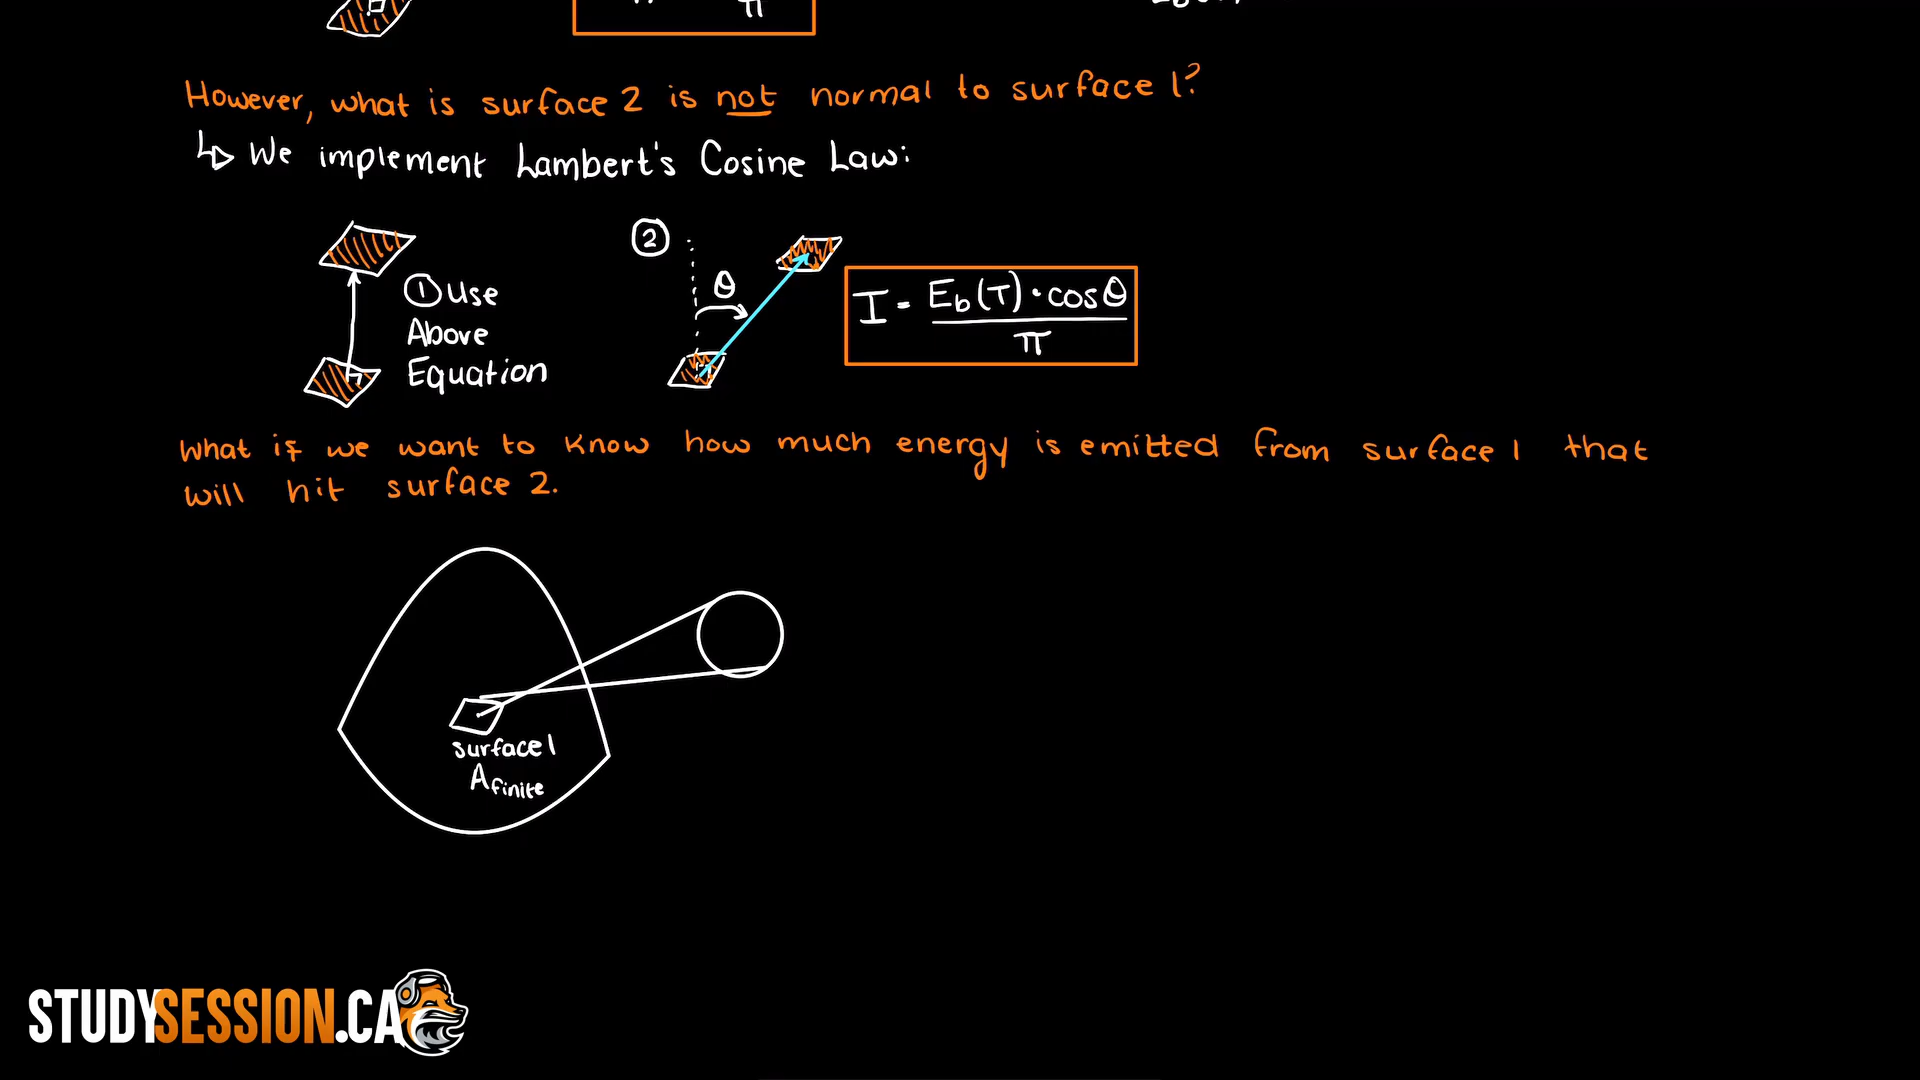 π
However, what is surface 2 is not normal to surface 1?
We implement Lambert's Cosine Law:
① Use
Above
Equation
②
θ
I = Eb(T)·cosθ
π
What if we want to know how much energy is emitted from surface 1 that
will hit surface 2.
surface 1
Afinite
STUDYSESSION.CA